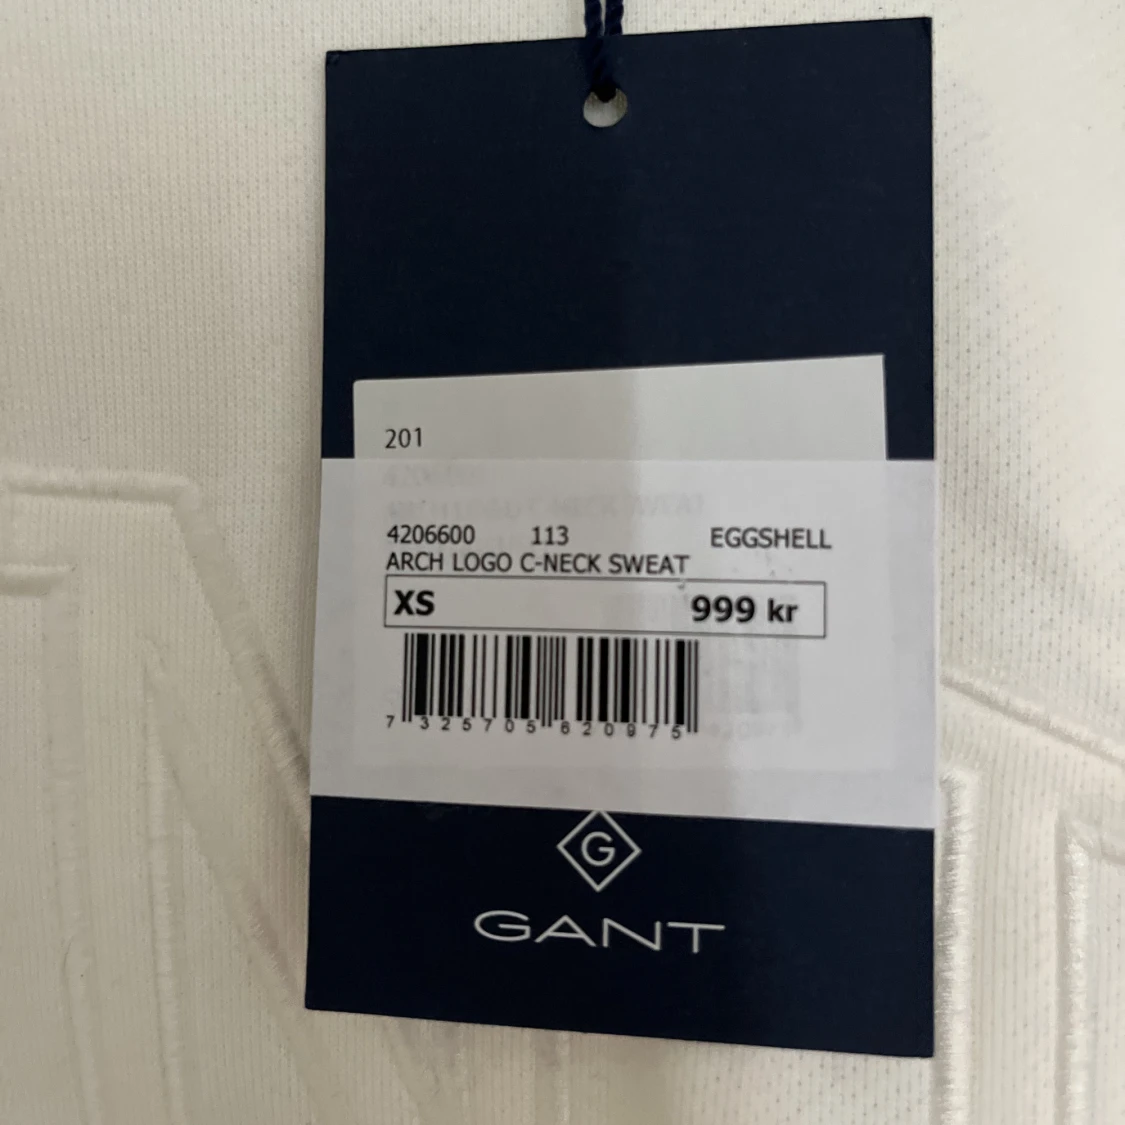 201
4206600 113 EGGSHELL
ARCH LOGO C-NECK SWEAT
XS 999 kr
7 325705 620975
G
GANT